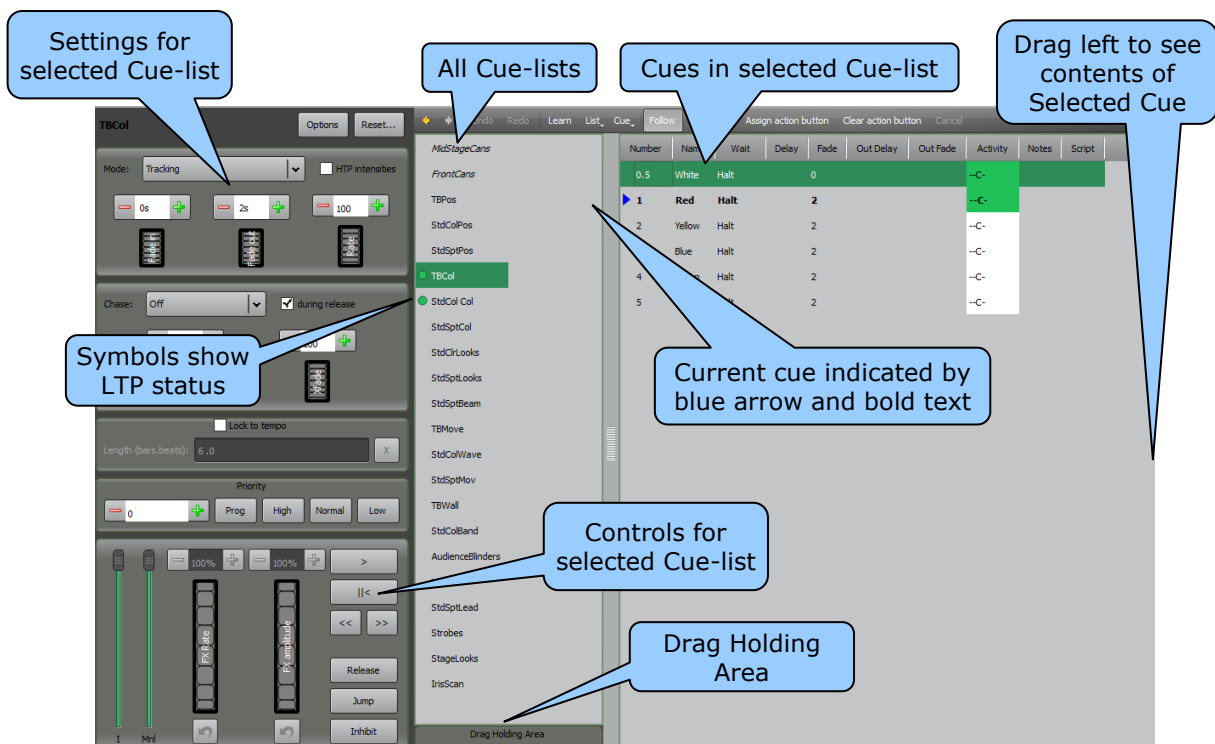 Settings for
selected Cue-list
All Cue-lists
Cues in selected Cue-list
Drag left to see
contents of
Selected Cue
TBCol
Options
Reset...
Redo
Learn
List
Cue
Follow
Assign action button
Clear action button
Cancel
Mode:
Tracking
HTP intensities
0s
2s
100
Fade in
Fade out
Rate
Chase:
Off
during release
Symbols show
LTP status
Xfade
Lock to tempo
Length (bars.beats):
6 .0
X
Priority
0
Prog
High
Normal
Low
100%
100%
>
||<
<<
>>
FX Rate
FX amplitude
Release
Jump
Inhibit
I
Mnl
MidStageCans
FrontCans
TBPos
StdColPos
StdSptPos
TBCol
StdCol Col
StdSptCol
StdClrLooks
StdSptLooks
StdSptBeam
TBMove
StdColWave
StdSptMov
TBWall
StdColBand
AudienceBlinders
StdSptLead
Strobes
StageLooks
IrisScan
Drag Holding Area
Number
Wait
Delay
Fade
Out Delay
Out Fade
Activity
Notes
Script
0.5 White Halt 0 --C-
1 Red Halt 2 --C-
2 Yellow Halt 2 --C-
Blue Halt 2 --C-
4 Halt 2 --C-
5 2 --C-
Current cue indicated by
blue arrow and bold text
Controls for
selected Cue-list
Drag Holding
Area